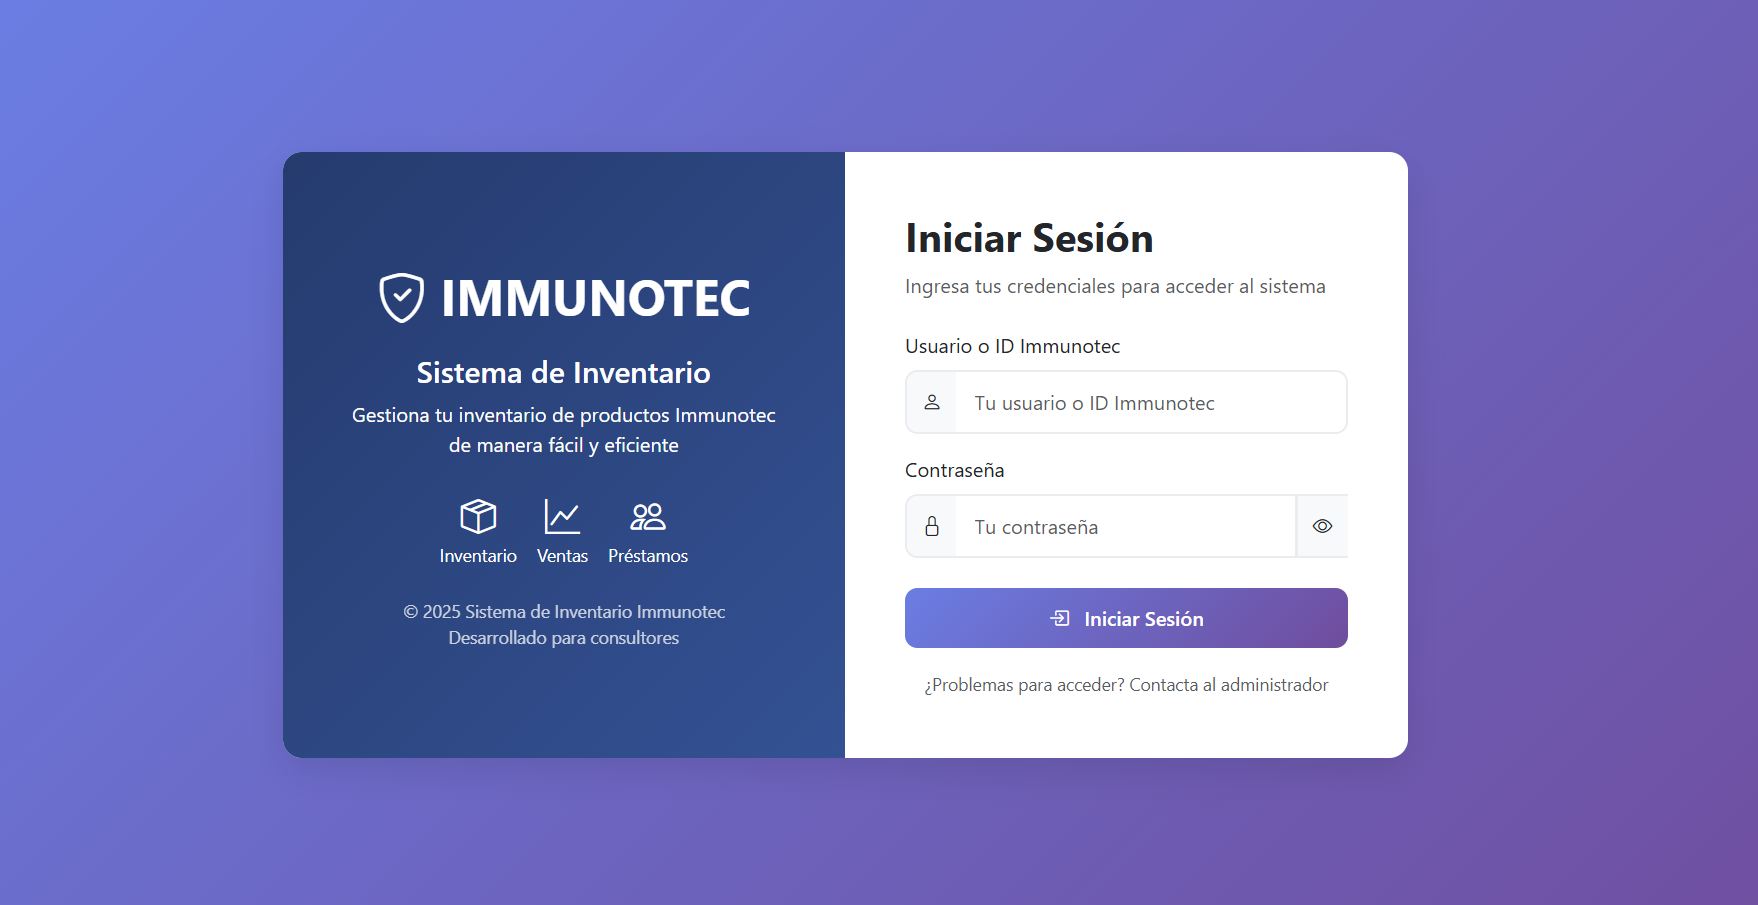 IMMUNOTEC
Sistema de Inventario
Gestiona tu inventario de productos Immunotec
de manera fácil y eficiente
Inventario Ventas Préstamos
© 2025 Sistema de Inventario Immunotec
Desarrollado para consultores
Iniciar Sesión
Ingresa tus credenciales para acceder al sistema
Usuario o ID Immunotec
Tu usuario o ID Immunotec
Contraseña
Tu contraseña
Iniciar Sesión
¿Problemas para acceder? Contacta al administrador